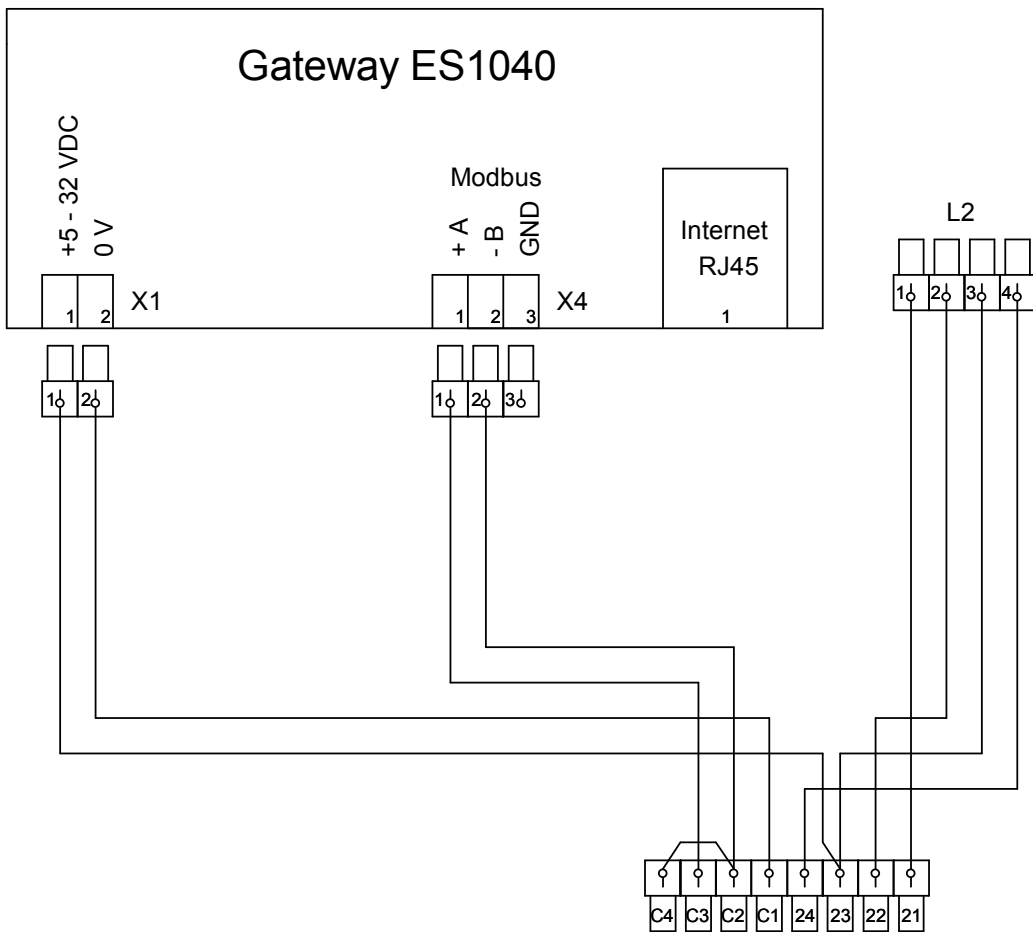 Gateway ES1040
+5 - 32 VDC
0 V
Modbus
+ A
- B
GND
Internet
RJ45
L2
1 2 X1
1 2 3 X4
1
1 2 3 4
1 2
1 2 3
C4 C3 C2 C1 24 23 22 21